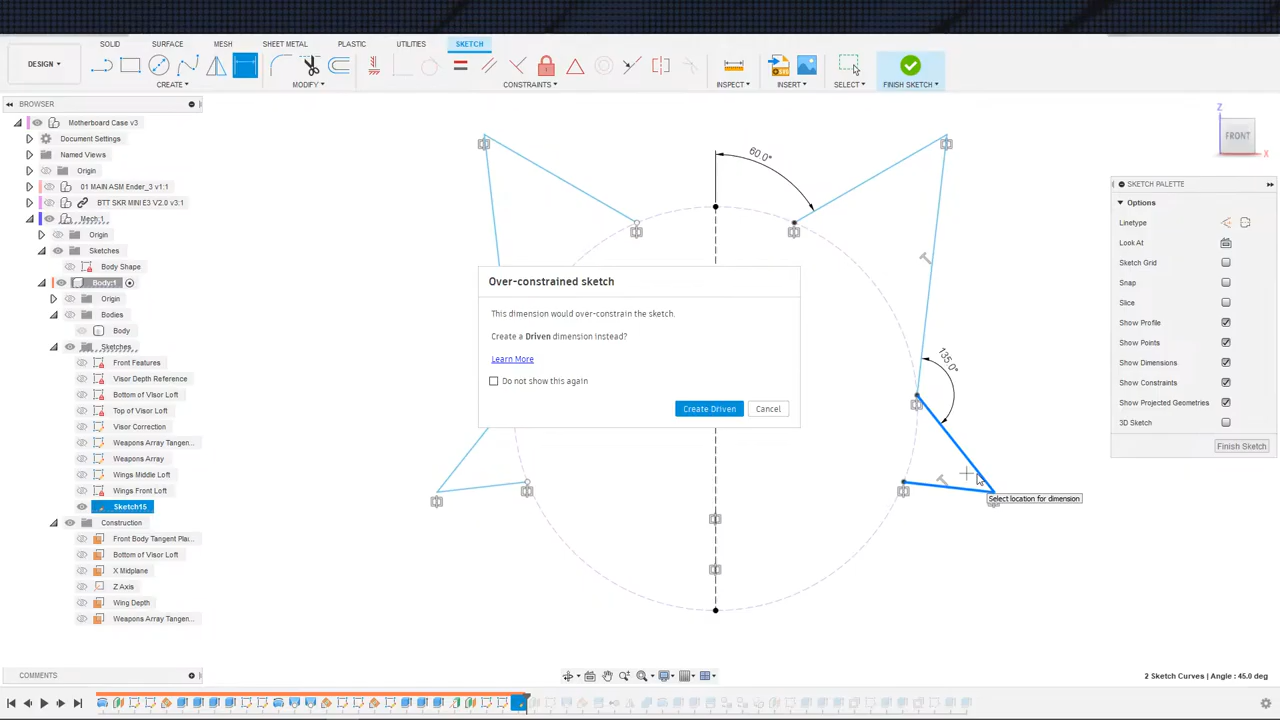 SOLID SURFACE MESH SHEET METAL PLASTIC UTILITIES SKETCH
DESIGN
CREATE MODIFY CONSTRAINTS INSPECT INSERT SELECT FINISH SKETCH
BROWSER
Motherboard Case v3
Document Settings
Named Views
Origin
01 MAIN ASM Ender_3 v1:1
BTT SKR MINI E3 V2.0 v3:1
Mech:1
Origin
Sketches
Body Shape
Body:1
Origin
Bodies
Body
Sketches
Front Features
Visor Depth Reference
Bottom of Visor Loft
Top of Visor Loft
Visor Correction
Weapons Array Tangen...
Weapons Array
Wings Middle Loft
Wings Front Loft
Sketch15
Construction
Front Body Tangent Pla...
Bottom of Visor Loft
X Midplane
Z Axis
Wing Depth
Weapons Array Tangen...
COMMENTS
60.0°
135.0°
Over-constrained sketch
This dimension would over-constrain the sketch.
Create a Driven dimension instead?
Learn More
Do not show this again
Create Driven Cancel
Select location for dimension
Z
FRONT
X
SKETCH PALETTE
Options
Linetype
Look At
Sketch Grid
Snap
Slice
Show Profile
Show Points
Show Dimensions
Show Constraints
Show Projected Geometries
3D Sketch
Finish Sketch
2 Sketch Curves | Angle : 45.0 deg